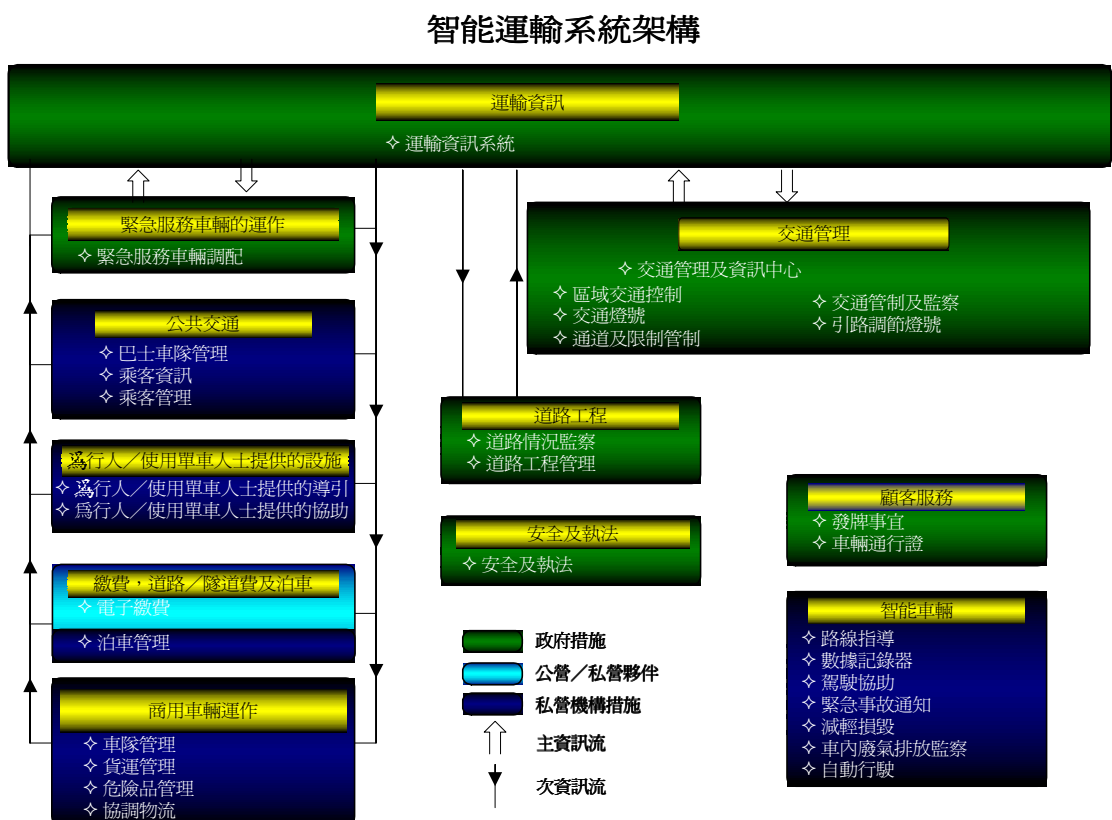 智能運輸系統架構
運輸資訊
✧ 運輸資訊系統
緊急服務車輛的運作
✧ 緊急服務車輛調配
公共交通
✧ 巴士車隊管理
✧ 乘客資訊
✧ 乘客管理
為行人／使用單車人士提供的設施
✧ 為行人／使用單車人士提供的導引
✧ 為行人／使用單車人士提供的協助
繳費，道路／隧道費及泊車
✧ 電子繳費
✧ 泊車管理
商用車輛運作
✧ 車隊管理
✧ 貨運管理
✧ 危險品管理
✧ 協調物流
交通管理
✧ 交通管理及資訊中心
✧ 區域交通控制
✧ 交通燈號
✧ 通道及限制管制
✧ 交通管制及監察
✧ 引路調節燈號
道路工程
✧ 道路情況監察
✧ 道路工程管理
安全及執法
✧ 安全及執法
政府措施
公營／私營夥伴
私營機構措施
主資訊流
次資訊流
顧客服務
✧ 發牌事宜
✧ 車輛通行證
智能車輛
✧ 路線指導
✧ 數據記錄器
✧ 駕駛協助
✧ 緊急事故通知
✧ 減輕損毀
✧ 車內廢氣排放監察
✧ 自動行駛